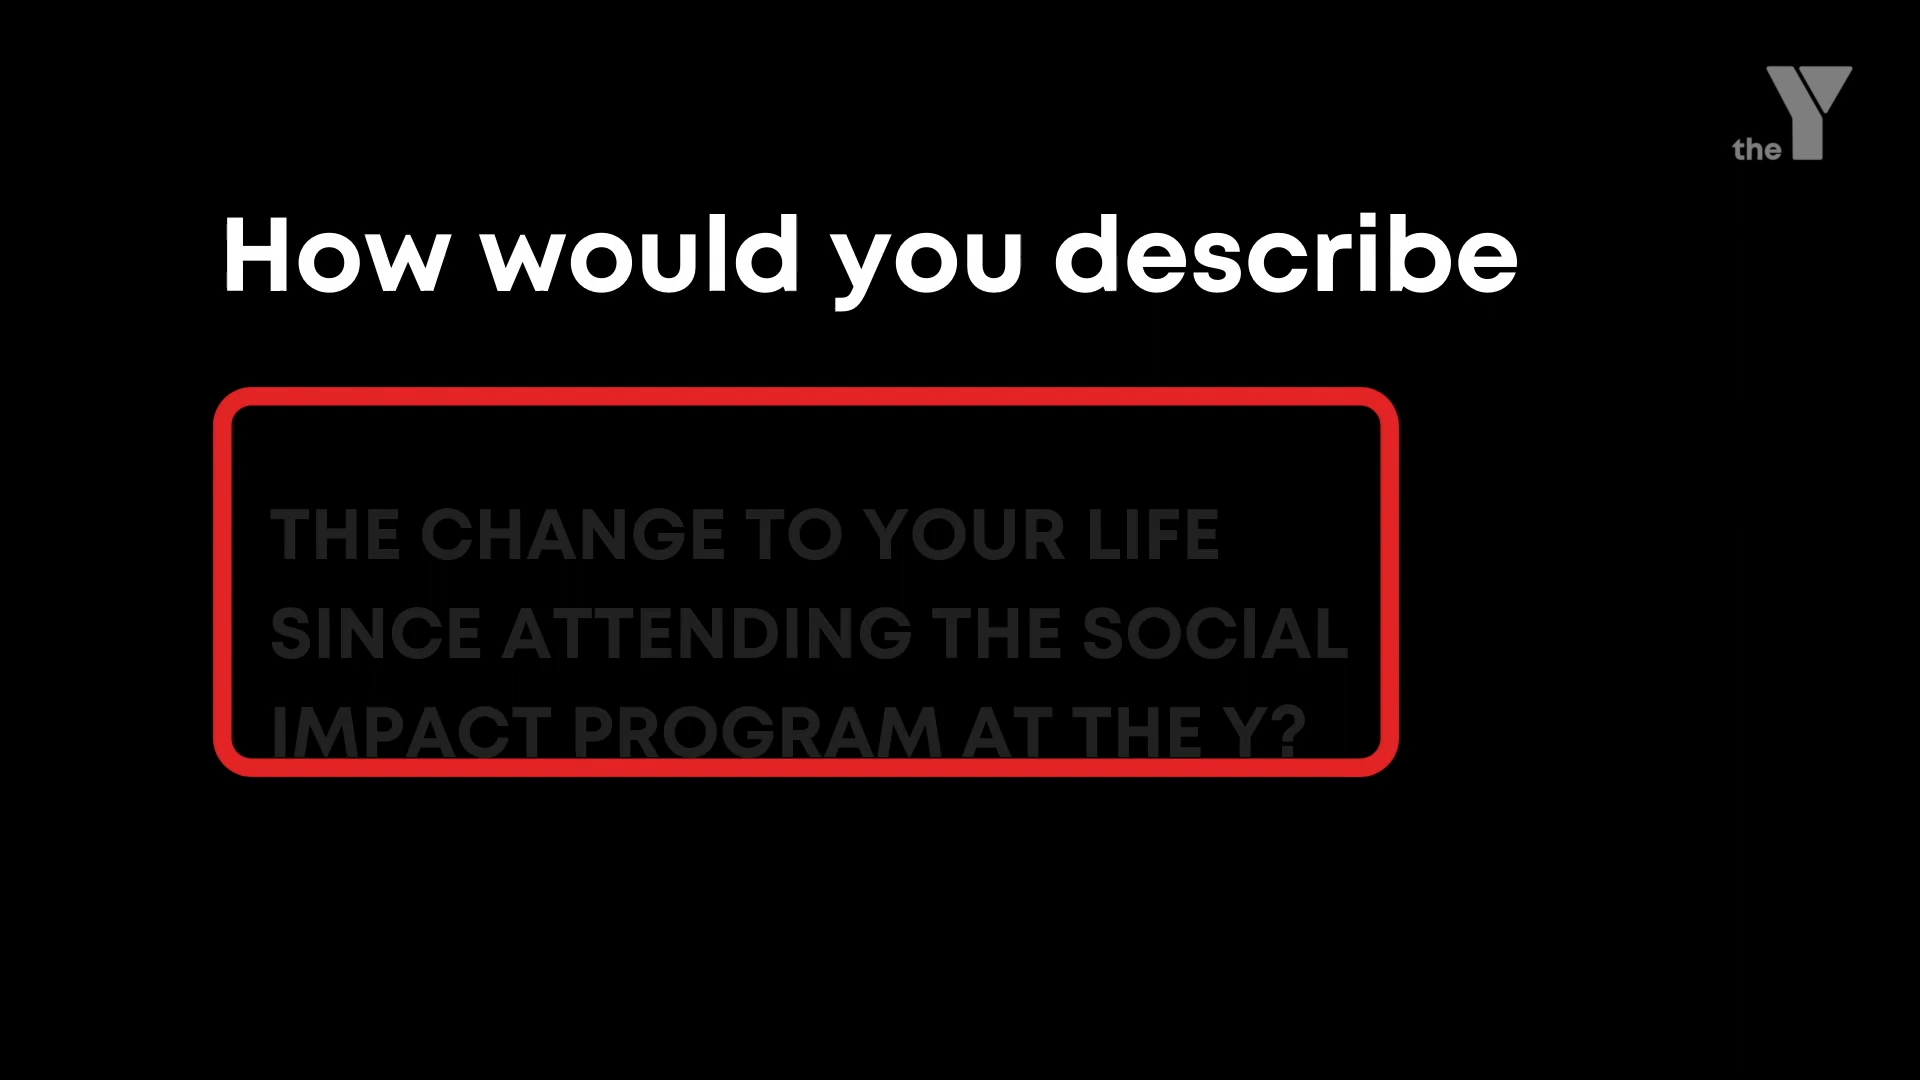 the Y
How would you describe
THE CHANGE TO YOUR LIFE
SINCE ATTENDING THE SOCIAL
IMPACT PROGRAM AT THE Y?